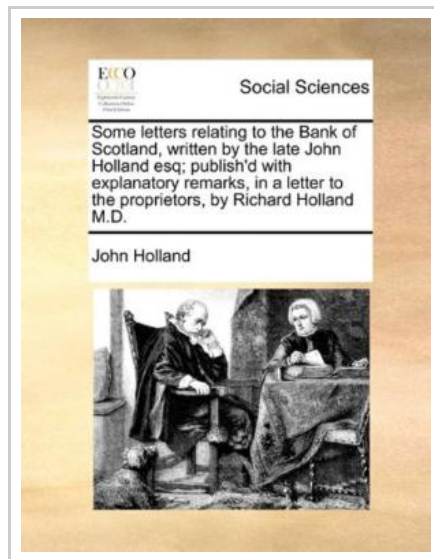 ECCO
Social Sciences
Some letters relating to the Bank of
Scotland, written by the late John
Holland esq; publish'd with
explanatory remarks, in a letter to
the proprietors, by Richard Holland
M.D.
John Holland